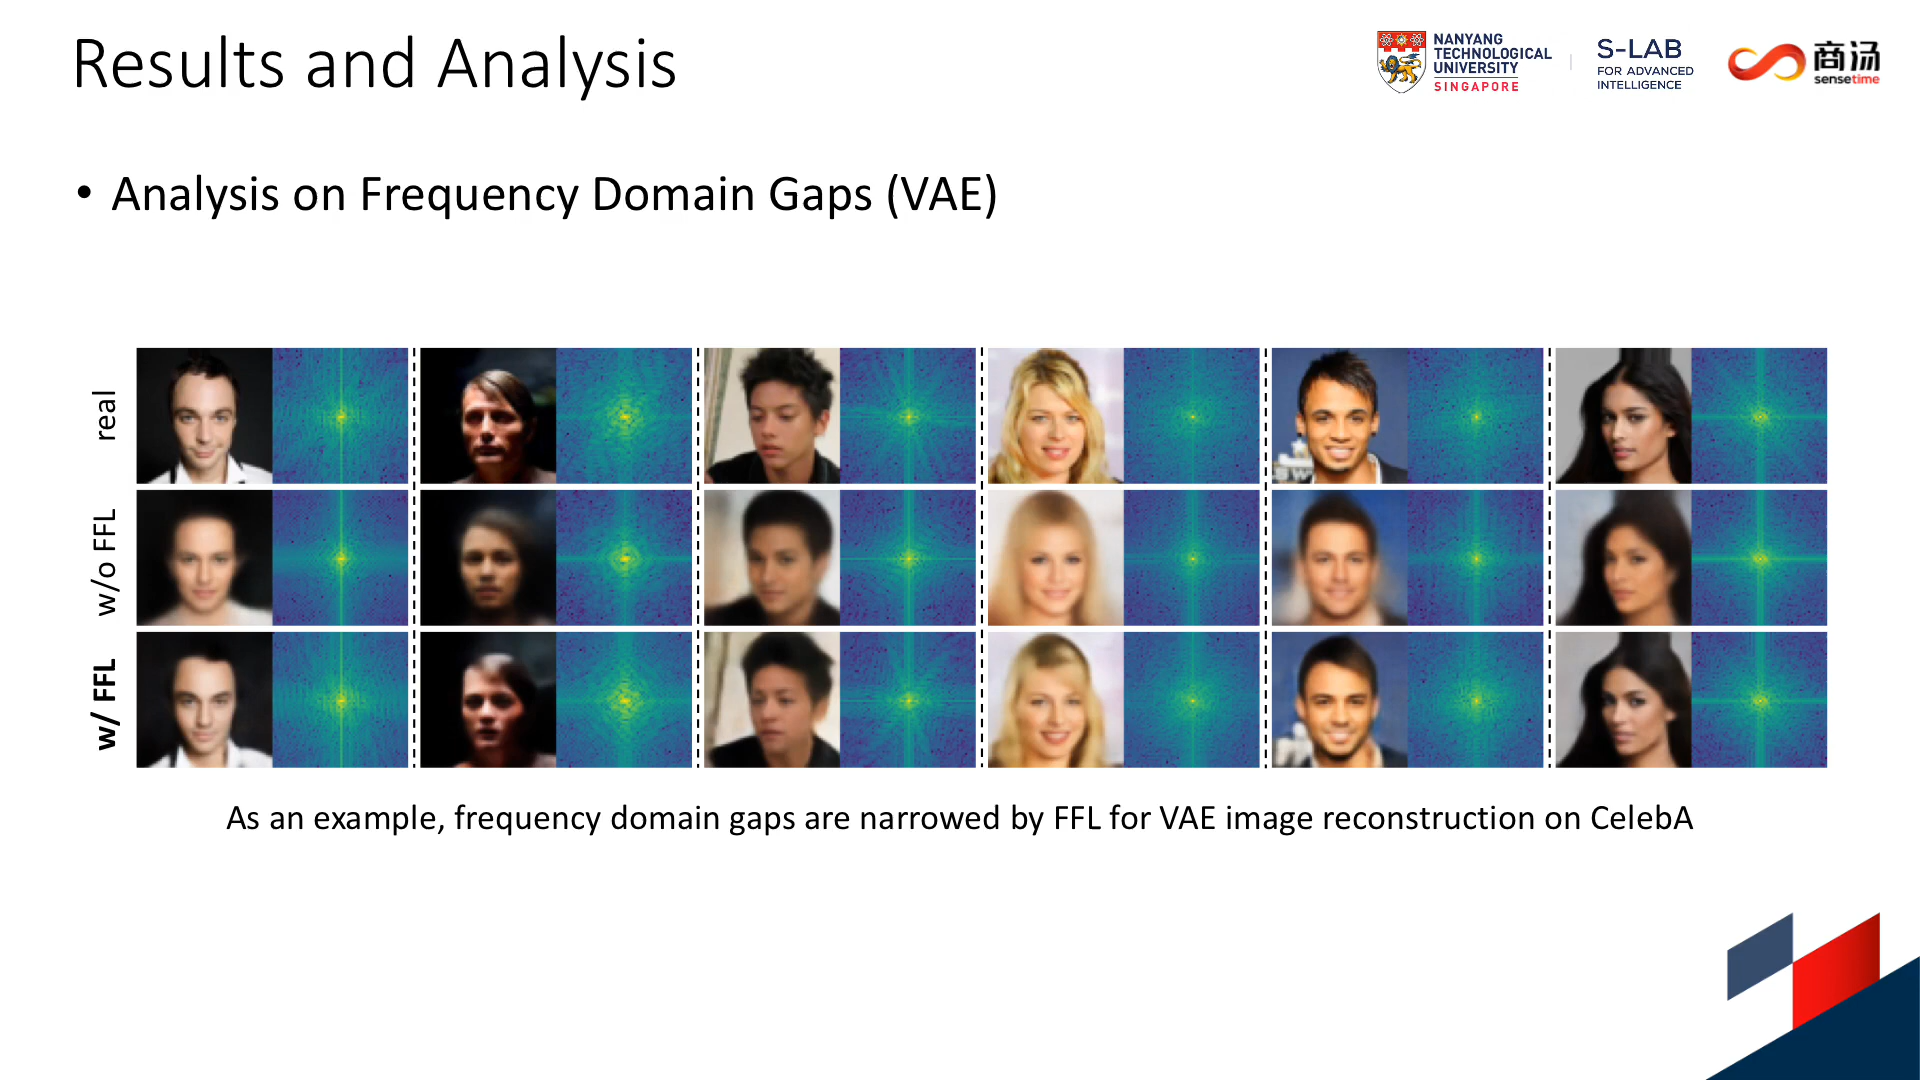 Results and Analysis
NANYANG
TECHNOLOGICAL
UNIVERSITY
SINGAPORE
S-LAB
FOR ADVANCED
INTELLIGENCE
商汤
sensetime
• Analysis on Frequency Domain Gaps (VAE)
real
w/o FFL
w/ FFL
As an example, frequency domain gaps are narrowed by FFL for VAE image reconstruction on CelebA